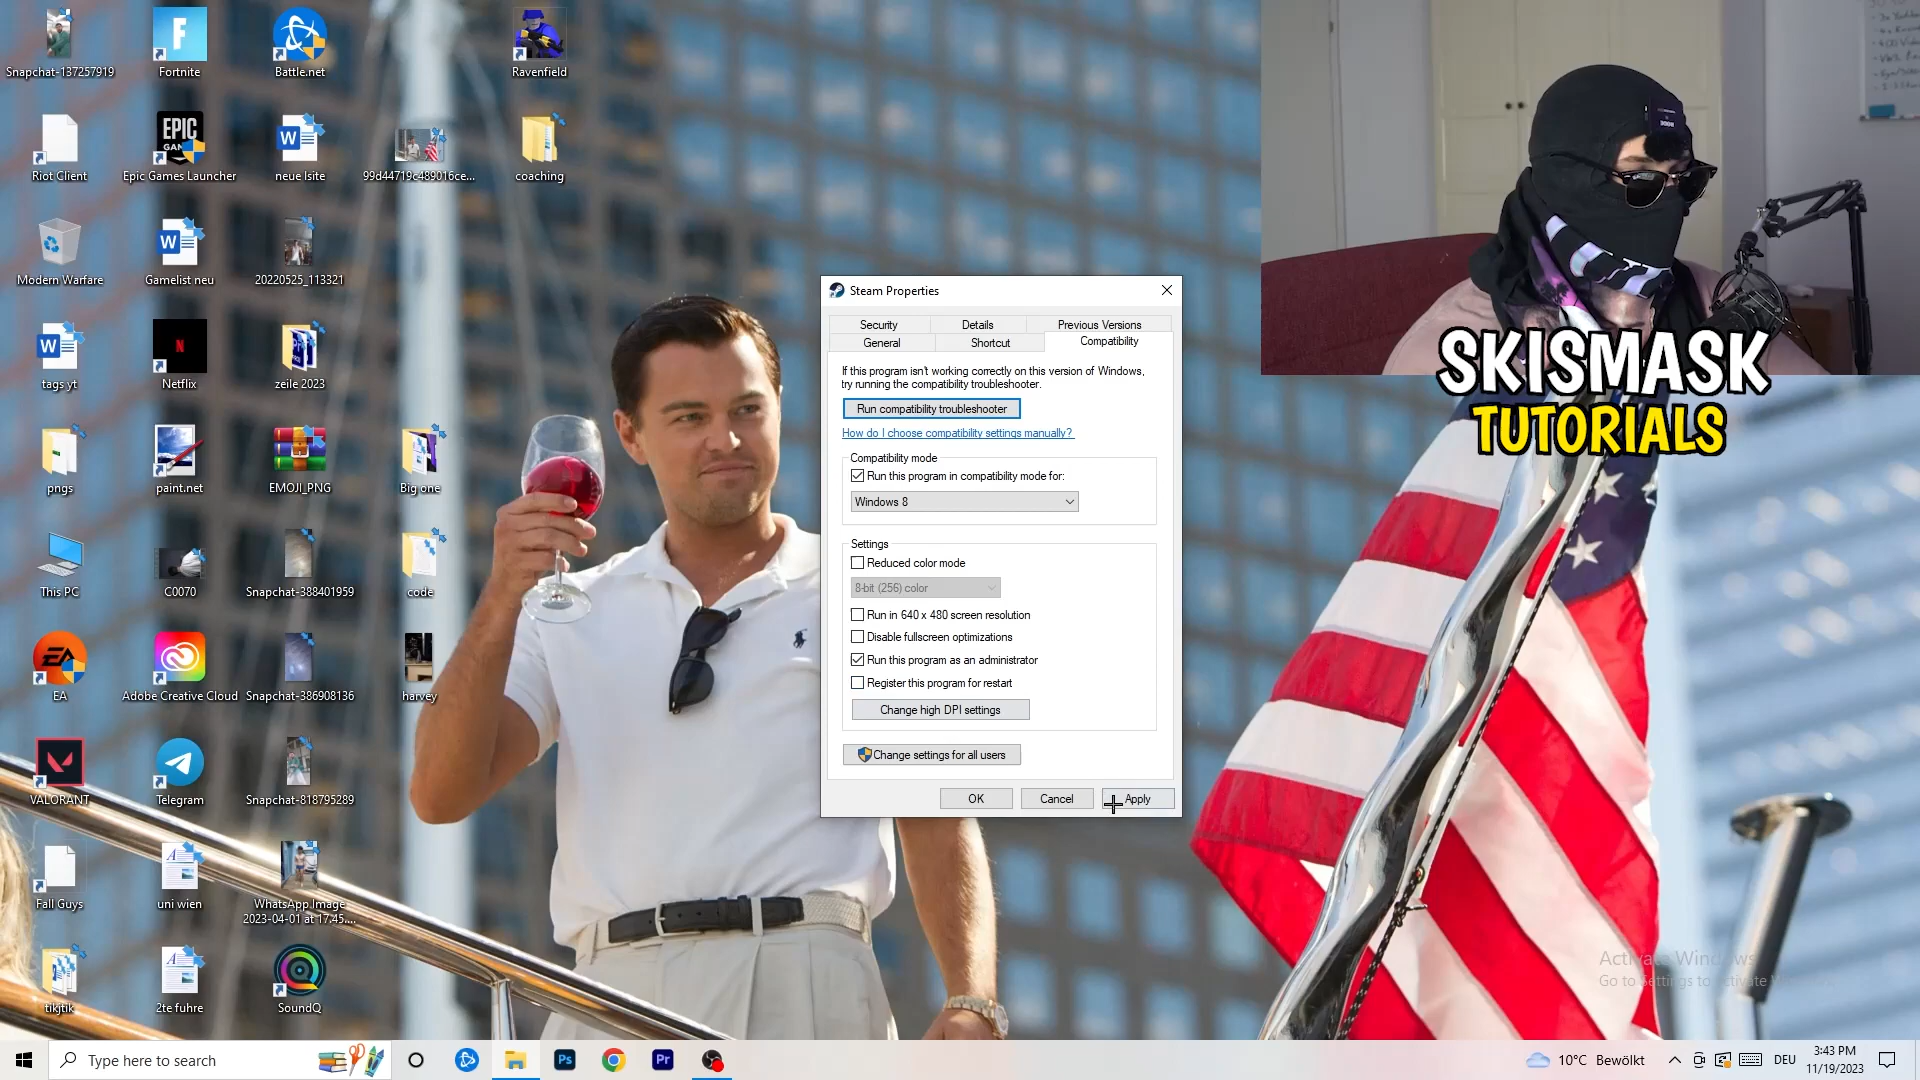 Snapchat-137257919
Fortnite
Battle.net
Ravenfield
Riot Client
EPIC
GAM
Epic Games Launcher
neue lsite
99d44719c489016ce...
coaching
Modern Warfare
Gamelist neu
20220525_113321
tags yt
Netflix
zeile 2023
pngs
paint.net
EMOJI_PNG
Big one
This PC
C0070
Snapchat-388401959
code
EA
Adobe Creative Cloud
Snapchat-386908136
harvey
VALORANT
Telegram
Snapchat-818795289
Fall Guys
uni wien
WhatsApp Image
2023-04-01 at 17.45....
tikjtik
2te fuhre
SoundQ
Steam Properties
Security
Details
Previous Versions
General
Shortcut
Compatibility
If this program isn't working correctly on this version of Windows,
try running the compatibility troubleshooter.
Run compatibility troubleshooter
How do I choose compatibility settings manually?
Compatibility mode
Run this program in compatibility mode for:
Windows 8
Settings
Reduced color mode
8-bit (256) color
Run in 640 x 480 screen resolution
Disable fullscreen optimizations
Run this program as an administrator
Register this program for restart
Change high DPI settings
Change settings for all users
OK
Cancel
Apply
SKISMASK
TUTORIALS
Activate Windows
Go to Settings to activate
Type here to search
Ps
Pr
10°C Bewölkt
DEU
3:43 PM
11/19/2023